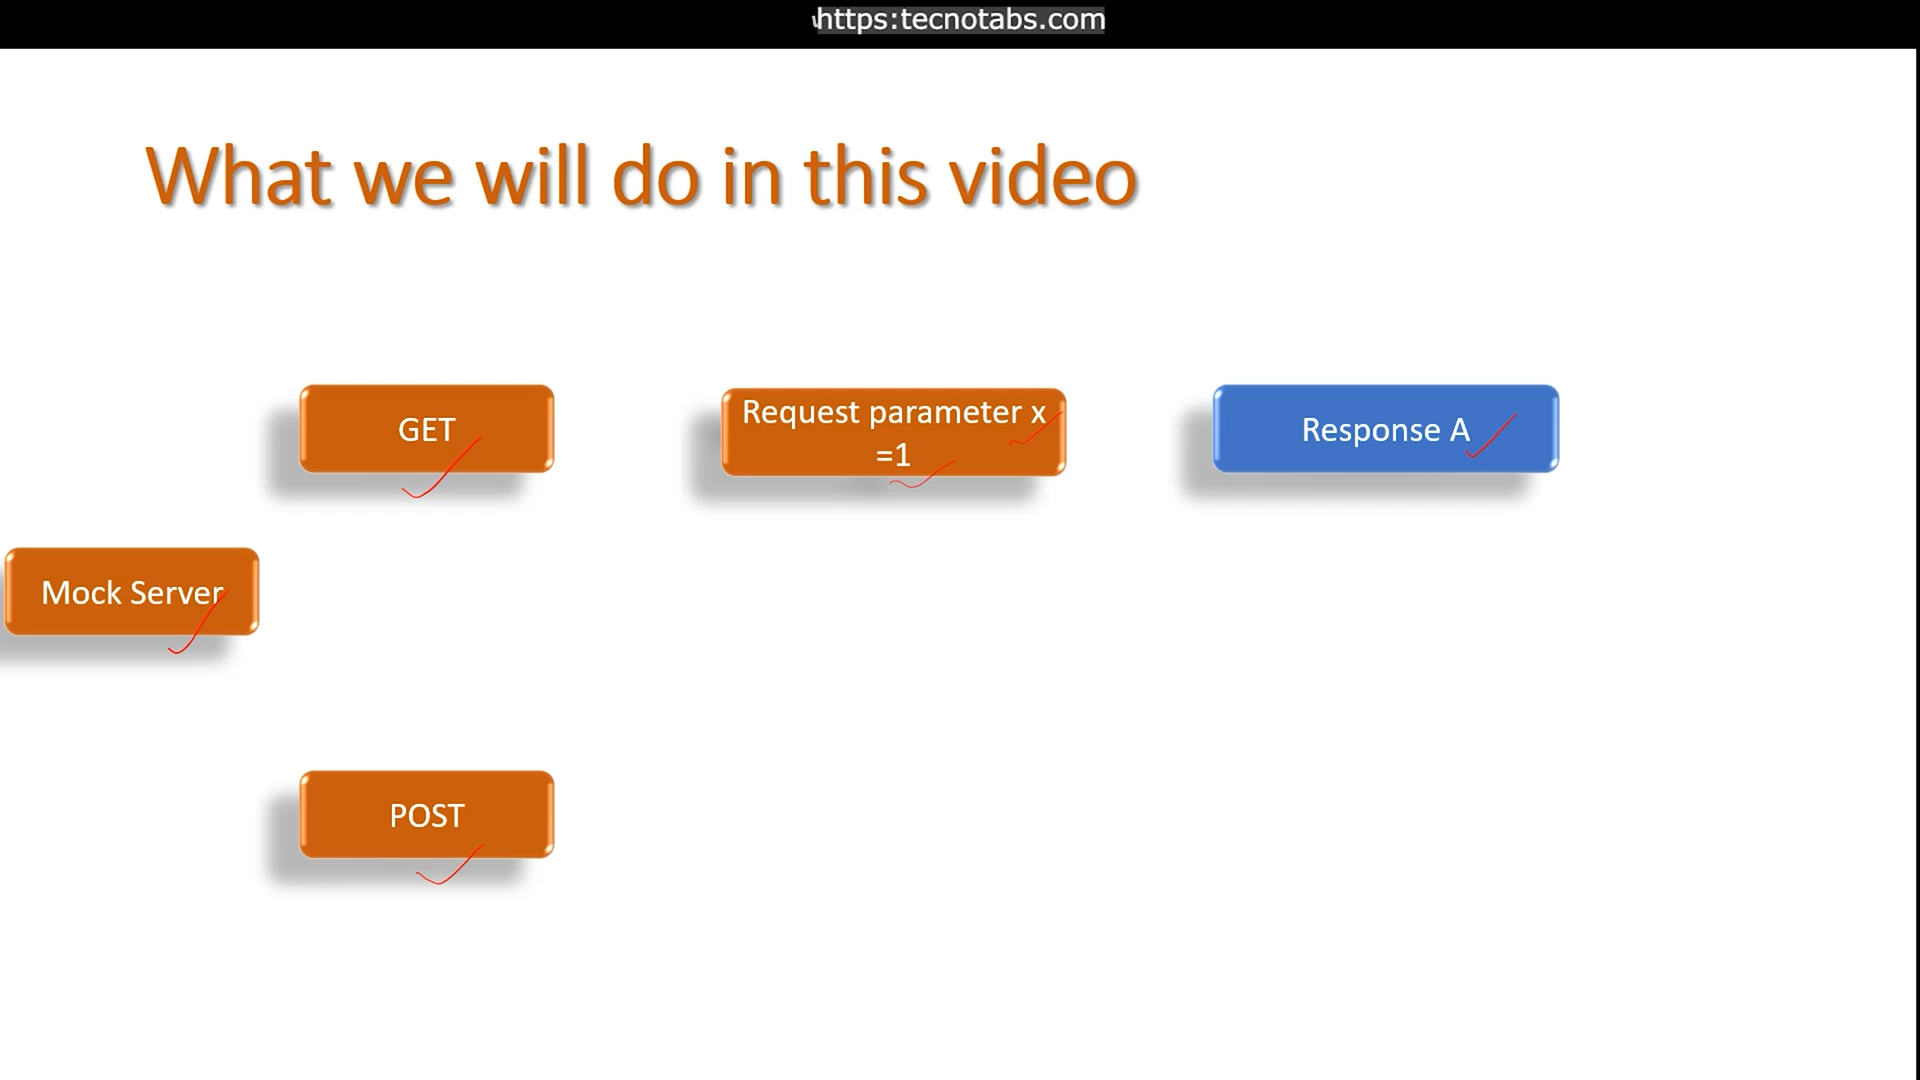 https:tecnotabs.com
What we will do in this video
GET
Request parameter x
=1
Response A
Mock Server
POST